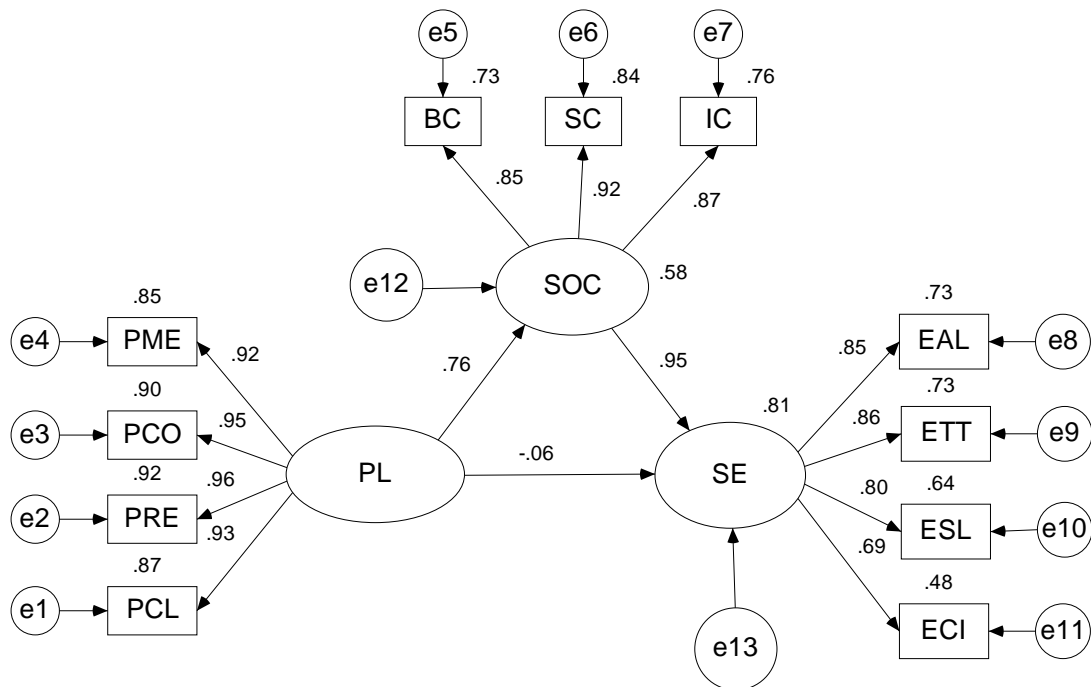 e5
e6
e7
.73
.84
.76
BC
SC
IC
.85
.92
.87
e12
SOC
.58
.85
e4
PME
.92
.90
e3
PCO
.95
.92
e2
PRE
.96
.93
.87
e1
PCL
PL
.76
.95
-.06
.81
SE
e13
.73
.85
EAL
e8
.73
.86
ETT
e9
.80
.64
ESL
e10
.69
.48
ECI
e11